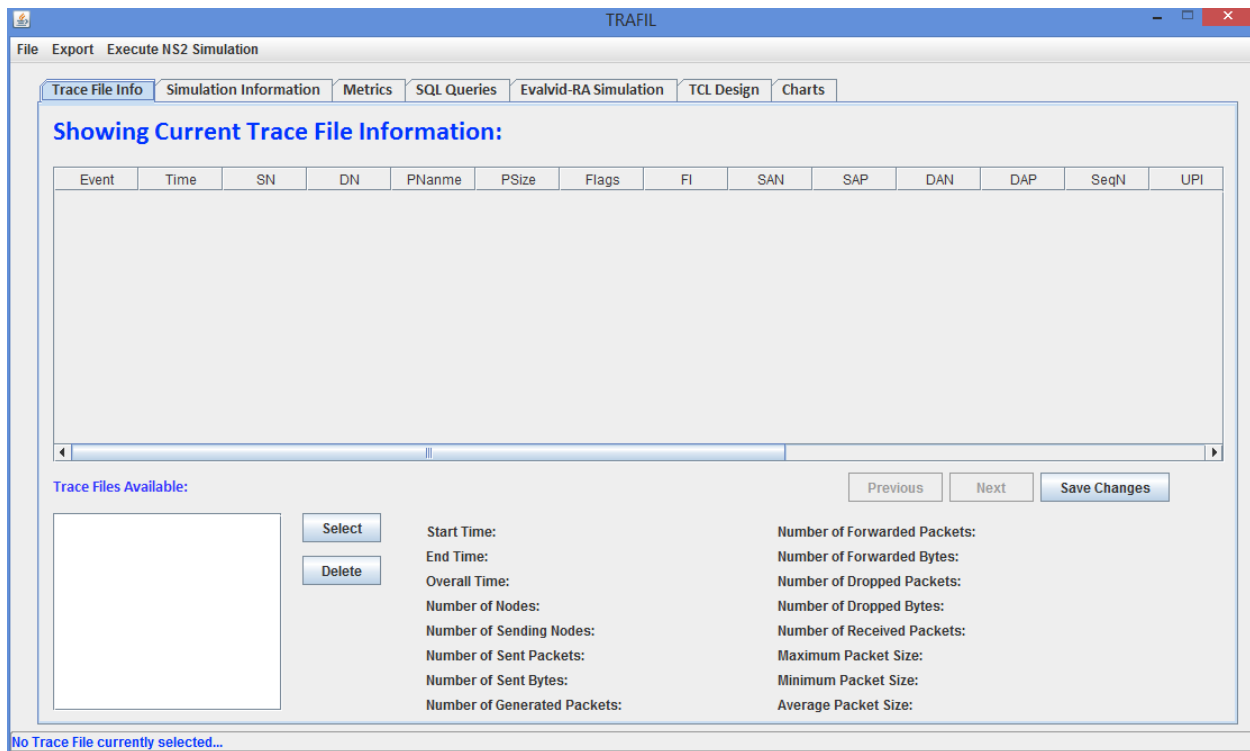 TRAFIL
File Export Execute NS2 Simulation
Trace File Info Simulation Information Metrics SQL Queries Evalvid-RA Simulation TCL Design Charts
Showing Current Trace File Information:
Event Time SN DN PNanme PSize Flags FI SAN SAP DAN DAP SeqN UPI
Trace Files Available:
Previous Next Save Changes
Select
Delete
Start Time:
End Time:
Overall Time:
Number of Nodes:
Number of Sending Nodes:
Number of Sent Packets:
Number of Sent Bytes:
Number of Generated Packets:
Number of Forwarded Packets:
Number of Forwarded Bytes:
Number of Dropped Packets:
Number of Dropped Bytes:
Number of Received Packets:
Maximum Packet Size:
Minimum Packet Size:
Average Packet Size:
No Trace File currently selected...